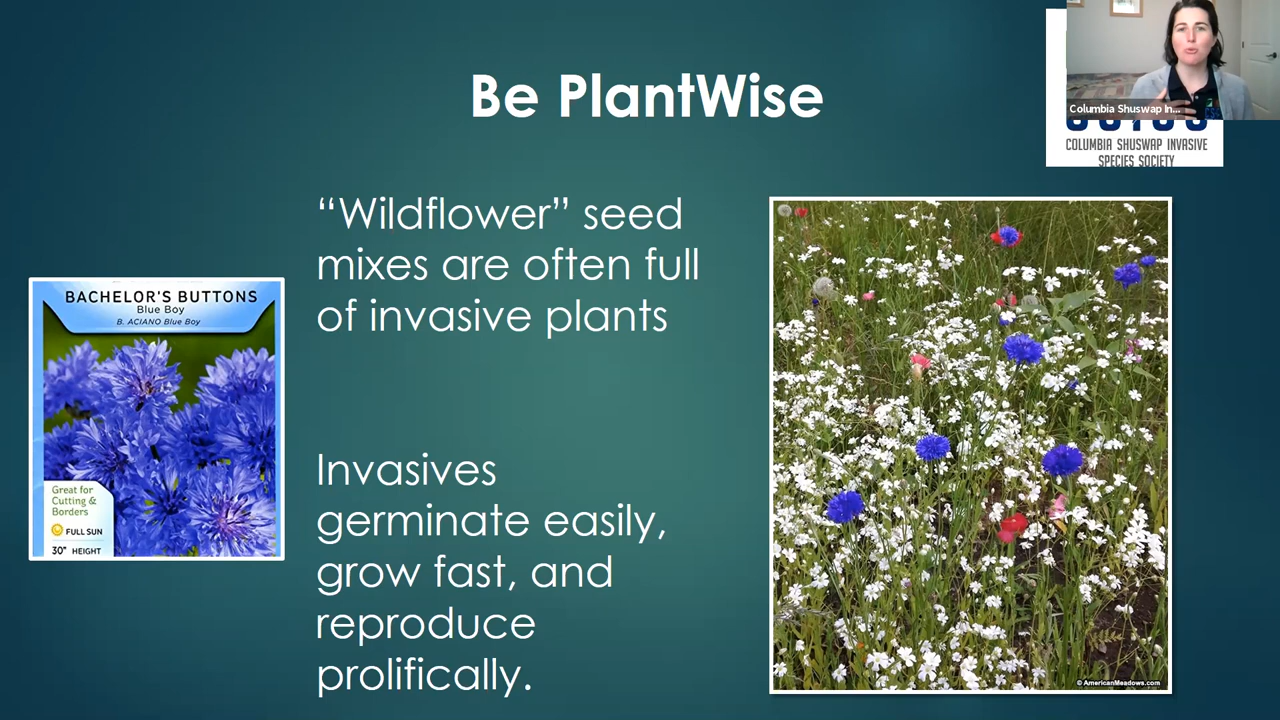 Be PlantWise
Columbia Shuswap In...
COLUMBIA SHUSWAP INVASIVE
SPECIES SOCIETY
“Wildflower” seed
mixes are often full
of invasive plants
BACHELOR'S BUTTONS
Blue Boy
B. ACIANO Blue Boy
Great for
Cutting &
Borders
FULL SUN
30" HEIGHT
Invasives
germinate easily,
grow fast, and
reproduce
prolifically.
© AmericanMeadows.com